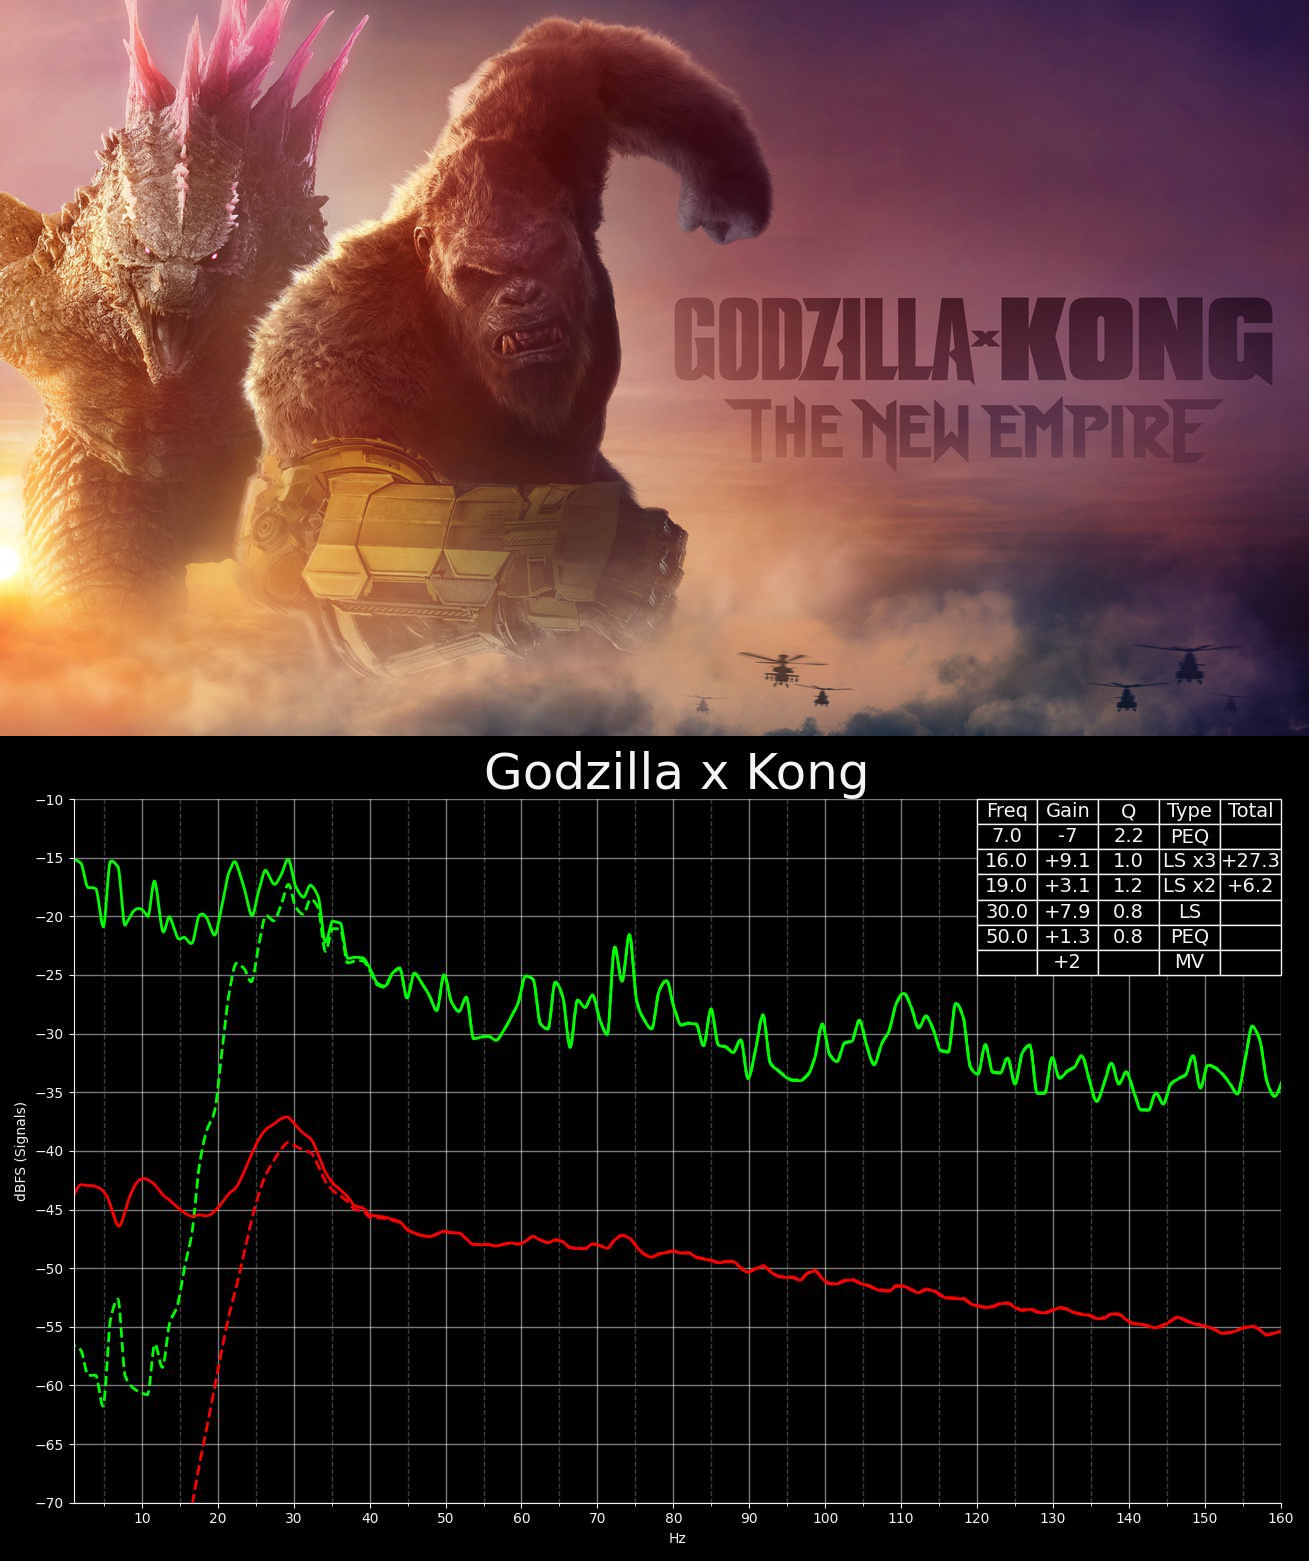 GODZILLA x KONG
THE NEW EMPIRE
Godzilla x Kong
Freq Gain Q Type Total
7.0 -7 2.2 PEQ
16.0 +9.1 1.0 LS x3 +27.3
19.0 +3.1 1.2 LS x2 +6.2
30.0 +7.9 0.8 LS
50.0 +1.3 0.8 PEQ
+2 MV
−10
−15
−20
−25
−30
−35
−40
−45
−50
−55
−60
−65
−70
dBFS (Signals)
10 20 30 40 50 60 70 80 90 100 110 120 130 140 150 160
Hz